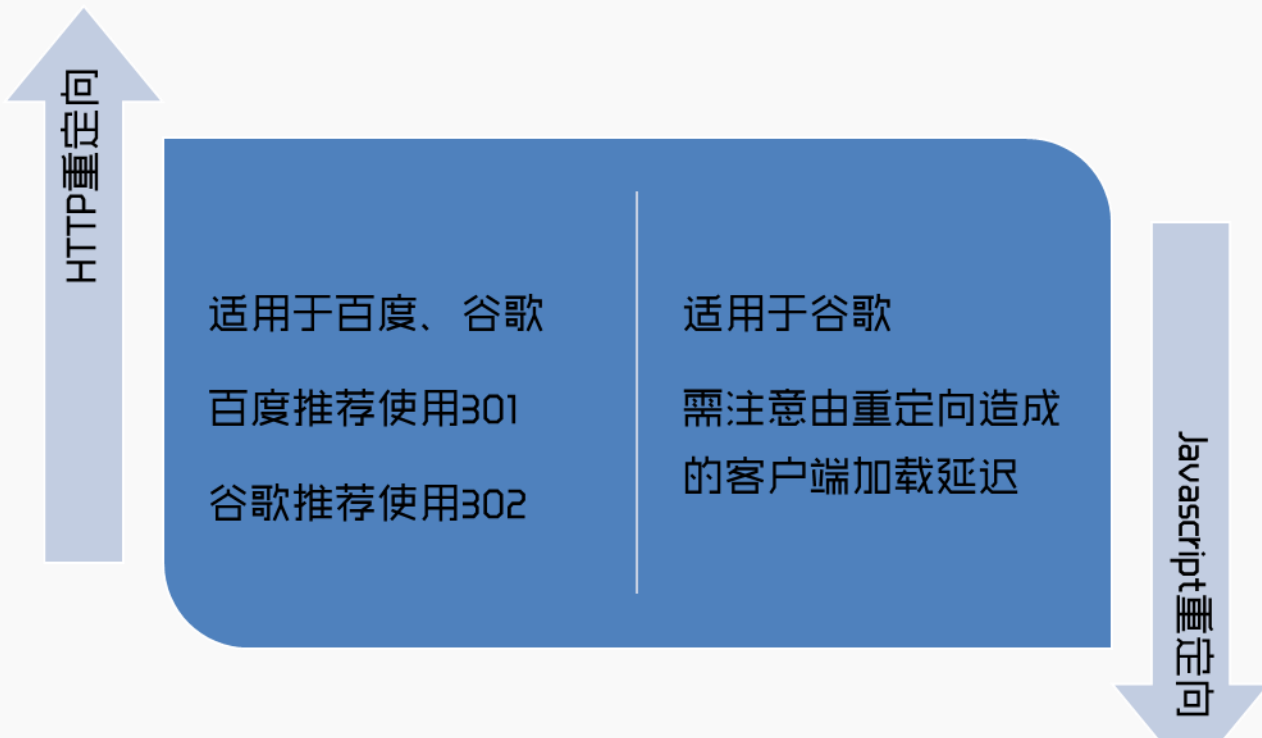 HTTP重定向
适用于百度、谷歌
百度推荐使用301
谷歌推荐使用302
适用于谷歌
需注意由重定向造成
的客户端加载延迟
Javascript重定向